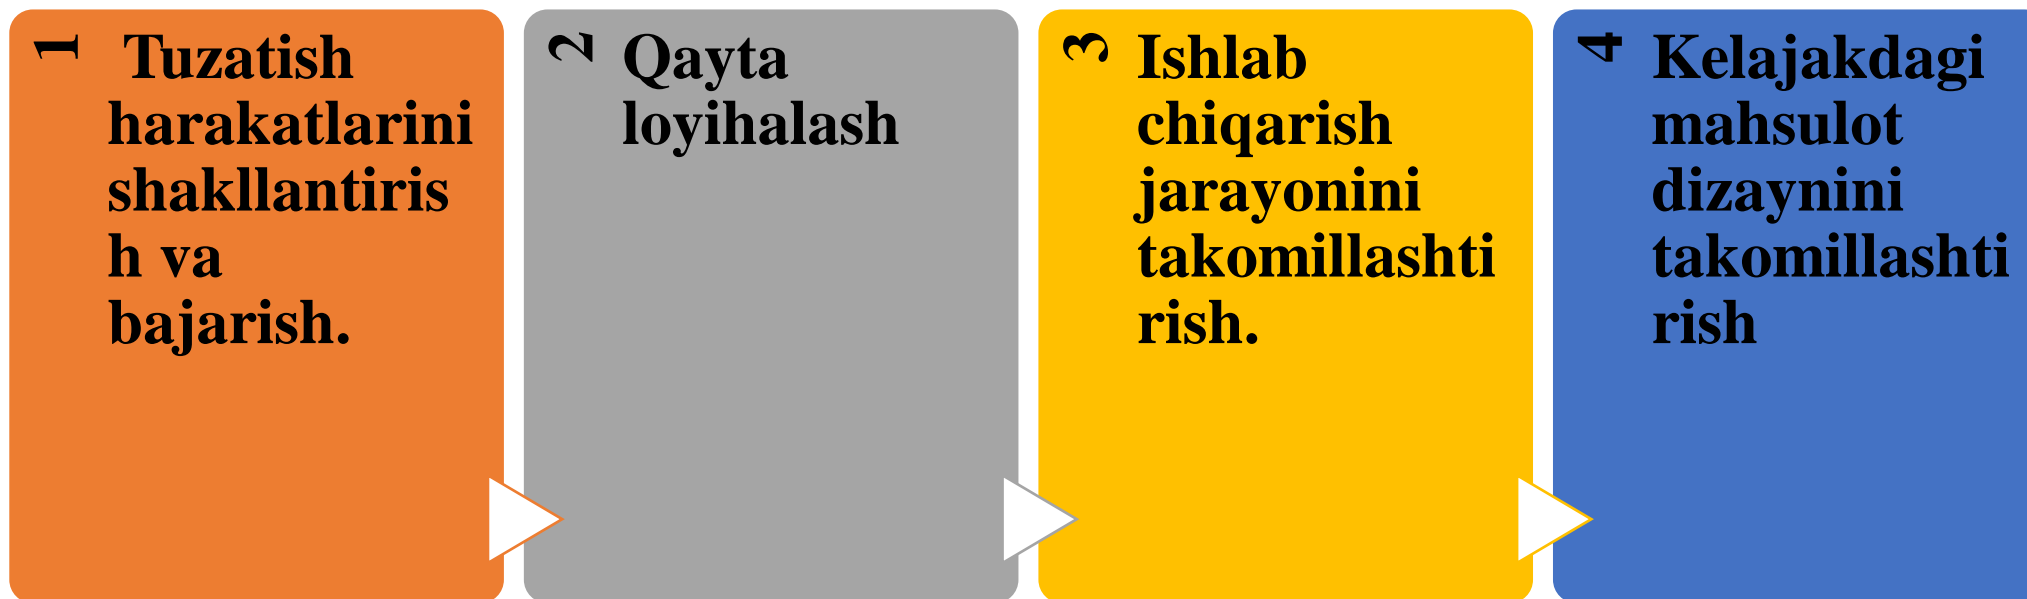 1
Tuzatish
harakatlarini
shakllantiris
h va
bajarish.
2
Qayta
loyihalash
3
Ishlab
chiqarish
jarayonini
takomillashti
rish.
4
Kelajakdagi
mahsulot
dizaynini
takomillashti
rish